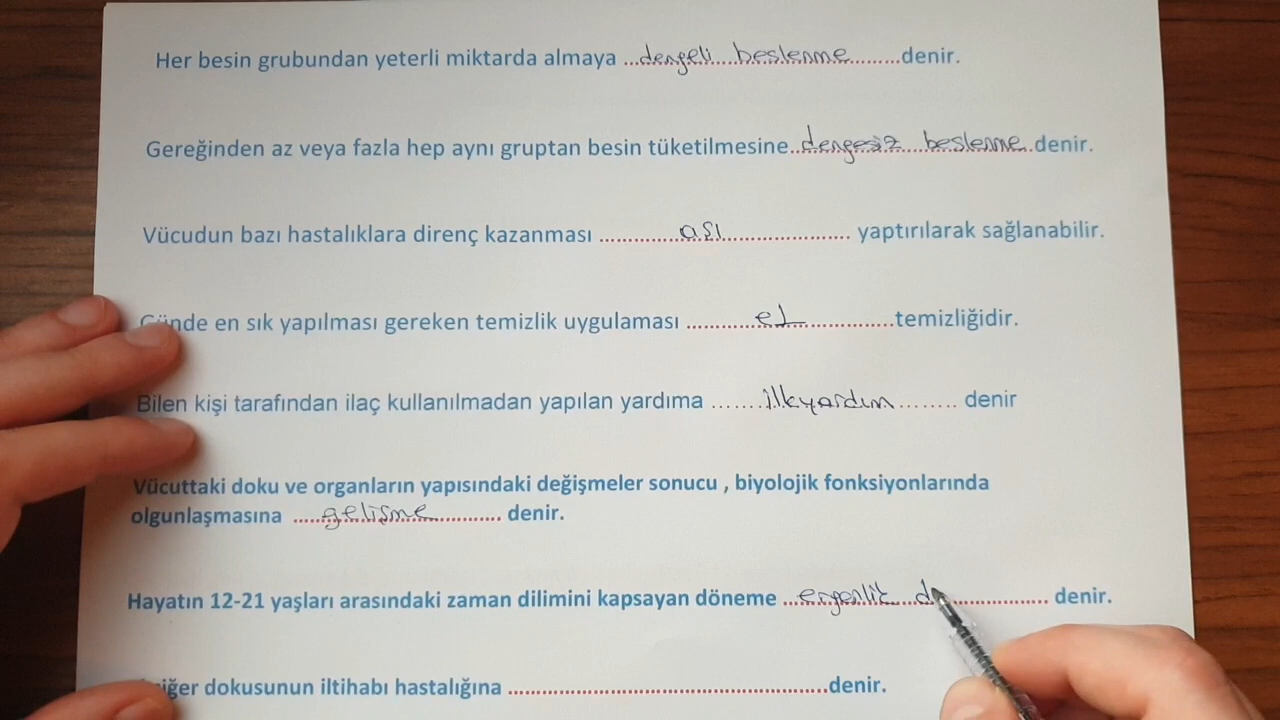 Her besin grubundan yeterli miktarda almaya ...dengeli beslenme.......denir.
Gereğinden az veya fazla hep aynı gruptan besin tüketilmesine..dengesiz beslenme.denir.
Vücudun bazı hastalıklara direnç kazanması ............aşı................... yaptırılarak sağlanabilir.
Günde en sık yapılması gereken temizlik uygulaması ..........el..............temizliğidir.
Bilen kişi tarafından ilaç kullanılmadan yapılan yardıma ......ilkyardım........ denir
Vücuttaki doku ve organların yapısındaki değişmeler sonucu , biyolojik fonksiyonlarında
olgunlaşmasına ....gelişme.......... denir.
Hayatın 12-21 yaşları arasındaki zaman dilimini kapsayan döneme ..ergenlik d............... denir.
ciğer dokusunun iltihabı hastalığına ....................................................denir.